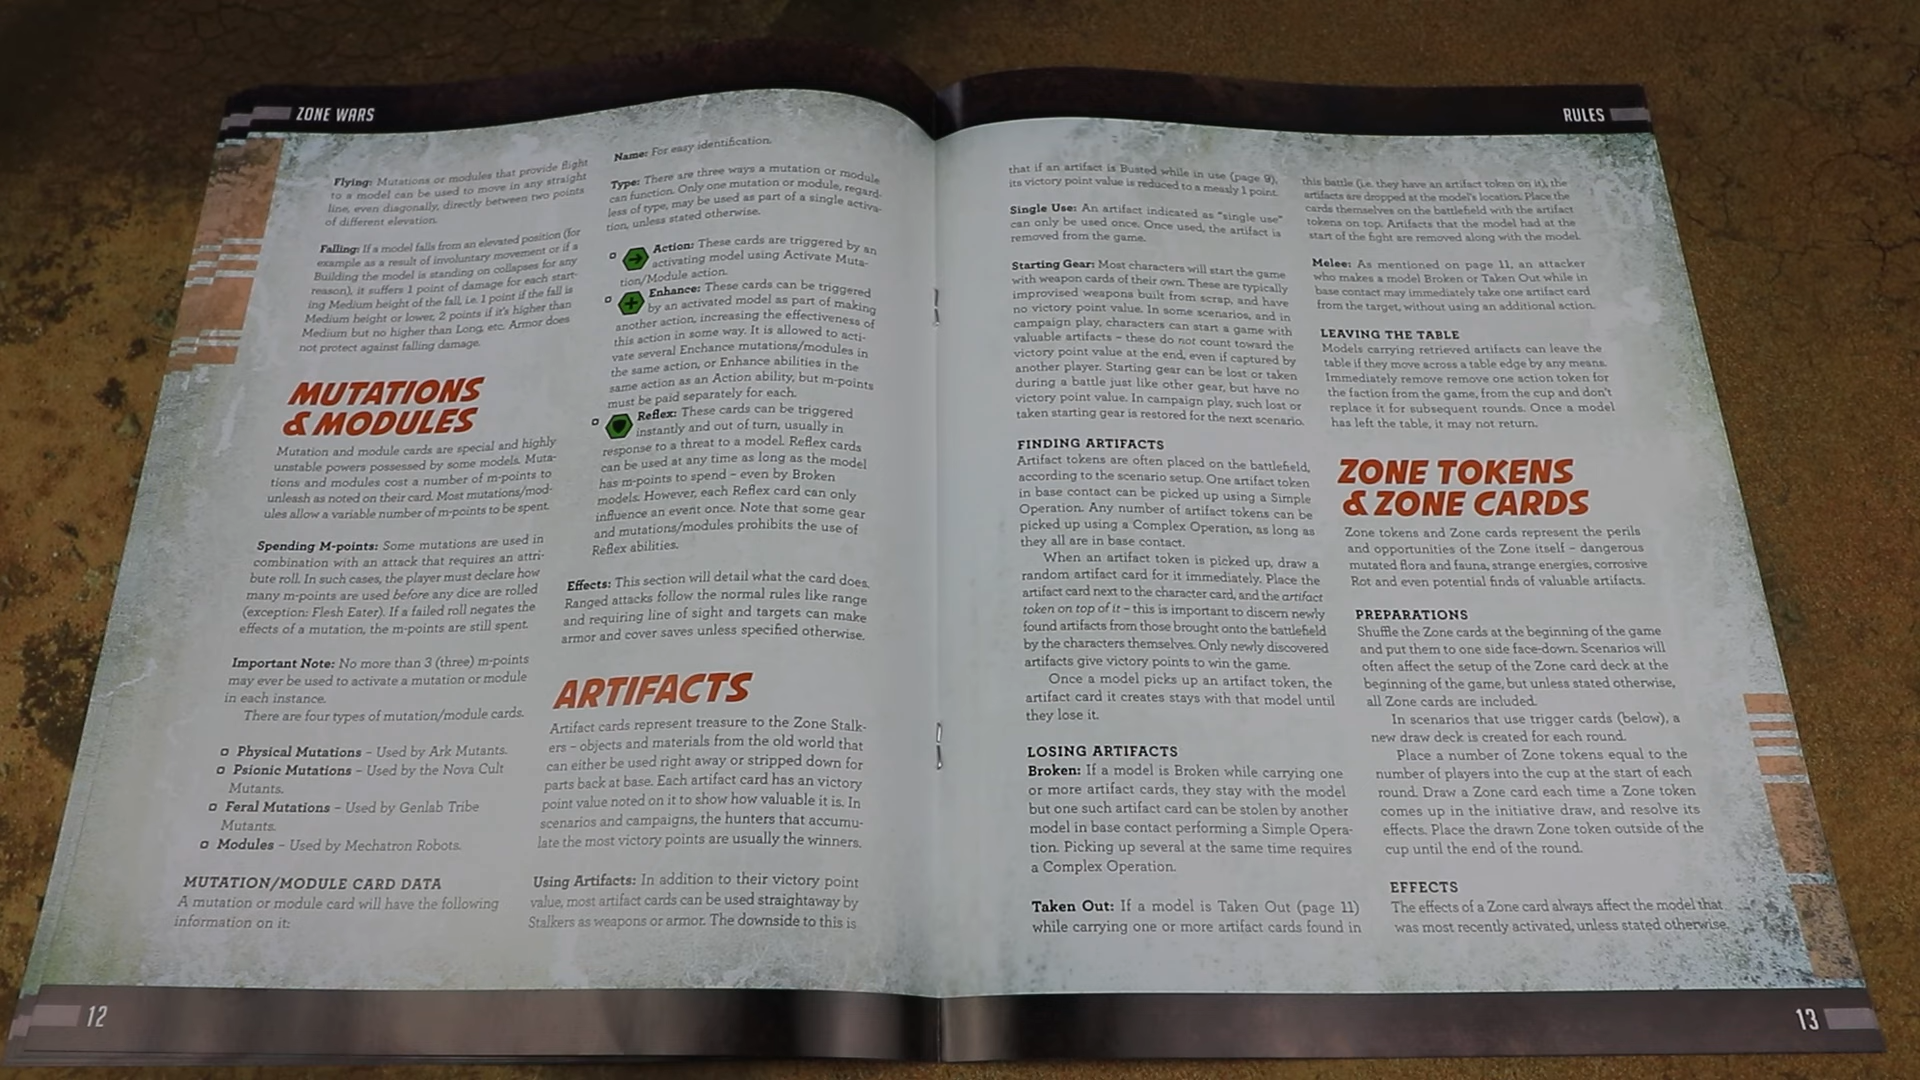 ZONE WARS
Flying: Mutations or modules that provide flight
to a model can be used to move in any straight
line, even diagonally, directly between two points
of different elevation.
Falling: If a model falls from an elevated position (for
example as a result of involuntary movement or if a
Building the model is standing on collapses for any
reason), it suffers 1 point of damage for each start-
ing Medium height of the fall, i.e. 1 point if the fall is
Medium height or lower, 2 points if it's higher than
Medium but no higher than Long, etc. Armor does
not protect against falling damage.
MUTATIONS
& MODULES
Mutation and module cards are special and highly
unstable powers possessed by some models. Muta-
tions and modules cost a number of m-points to
unleash as noted on their card. Most mutations/mod-
ules allow a variable number of m-points to be spent.
Spending M-points: Some mutations are used in
combination with an attack that requires an attri-
bute roll. In such cases, the player must declare how
many m-points are used before any dice are rolled
(exception: Flesh Eater). If a failed roll negates the
effects of a mutation, the m-points are still spent.
Important Note: No more than 3 (three) m-points
may ever be used to activate a mutation or module
in each instance.
There are four types of mutation/module cards.
Physical Mutations – Used by Ark Mutants.
Psionic Mutations – Used by the Nova Cult
Mutants.
Feral Mutations – Used by Genlab Tribe
Mutants.
Modules – Used by Mechatron Robots.
MUTATION/MODULE CARD DATA
A mutation or module card will have the following
information on it:
Name: For easy identification.
Type: There are three ways a mutation or module
can function. Only one mutation or module, regard-
less of type, may be used as part of a single activa-
tion, unless stated otherwise.
Action: These cards are triggered by an
activating model using Activate Muta-
tion/Module action.
Enhance: These cards can be triggered
by an activated model as part of making
another action, increasing the effectiveness of
this action in some way. It is allowed to acti-
vate several Enchance mutations/modules in
the same action, or Enhance abilities in the
same action as an Action ability, but m-points
must be paid separately for each.
Reflex: These cards can be triggered
instantly and out of turn, usually in
response to a threat to a model. Reflex cards
can be used at any time as long as the model
has m-points to spend – even by Broken
models. However, each Reflex card can only
influence an event once. Note that some gear
and mutations/modules prohibits the use of
Reflex abilities.
Effects: This section will detail what the card does.
Ranged attacks follow the normal rules like range
and requiring line of sight and targets can make
armor and cover saves unless specified otherwise.
ARTIFACTS
Artifact cards represent treasure to the Zone Stalk-
ers – objects and materials from the old world that
can either be used right away or stripped down for
parts back at base. Each artifact card has an victory
point value noted on it to show how valuable it is. In
scenarios and campaigns, the hunters that accumu-
late the most victory points are usually the winners.
Using Artifacts: In addition to their victory point
value, most artifact cards can be used straightaway by
Stalkers as weapons or armor. The downside to this is
12
RULES
that if an artifact is Busted while in use (page 9),
its victory point value is reduced to a measly 1 point.
Single Use: An artifact indicated as "single use"
can only be used once. Once used, the artifact is
removed from the game.
Starting Gear: Most characters will start the game
with weapon cards of their own. These are typically
improvised weapons built from scrap, and have
no victory point value. In some scenarios, and in
campaign play, characters can start a game with
valuable artifacts – these do not count toward the
victory point value at the end, even if captured by
another player. Starting gear can be lost or taken
during a battle just like other gear, but have no
victory point value. In campaign play, such lost or
taken starting gear is restored for the next scenario.
FINDING ARTIFACTS
Artifact tokens are often placed on the battlefield,
according to the scenario setup. One artifact token
in base contact can be picked up using a Simple
Operation. Any number of artifact tokens can be
picked up using a Complex Operation, as long as
they all are in base contact.
When an artifact token is picked up, draw a
random artifact card for it immediately. Place the
artifact card next to the character card, and the artifact
token on top of it – this is important to discern newly
found artifacts from those brought onto the battlefield
by the characters themselves. Only newly discovered
artifacts give victory points to win the game.
Once a model picks up an artifact token, the
artifact card it creates stays with that model until
they lose it.
LOSING ARTIFACTS
Broken: If a model is Broken while carrying one
or more artifact cards, they stay with the model
but one such artifact card can be stolen by another
model in base contact performing a Simple Opera-
tion. Picking up several at the same time requires
a Complex Operation.
Taken Out: If a model is Taken Out (page 11)
while carrying one or more artifact cards found in
this battle (i.e. they have an artifact token on it), the
artifacts are dropped at the model's location. Place the
cards themselves on the battlefield with the artifact
tokens on top. Artifacts that the model had at the
start of the fight are removed along with the model.
Melee: As mentioned on page 11, an attacker
who makes a model Broken or Taken Out while in
base contact may immediately take one artifact card
from the target, without using an additional action.
LEAVING THE TABLE
Models carrying retrieved artifacts can leave the
table if they move across a table edge by any means.
Immediately remove remove one action token for
the faction from the game, from the cup and don't
replace it for subsequent rounds. Once a model
has left the table, it may not return.
ZONE TOKENS
& ZONE CARDS
Zone tokens and Zone cards represent the perils
and opportunities of the Zone itself – dangerous
mutated flora and fauna, strange energies, corrosive
Rot and even potential finds of valuable artifacts.
PREPARATIONS
Shuffle the Zone cards at the beginning of the game
and put them to one side face-down. Scenarios will
often affect the setup of the Zone card deck at the
beginning of the game, but unless stated otherwise,
all Zone cards are included.
In scenarios that use trigger cards (below), a
new draw deck is created for each round.
Place a number of Zone tokens equal to the
number of players into the cup at the start of each
round. Draw a Zone card each time a Zone token
comes up in the initiative draw, and resolve its
effects. Place the drawn Zone token outside of the
cup until the end of the round.
EFFECTS
The effects of a Zone card always affect the model that
was most recently activated, unless stated otherwise.
13